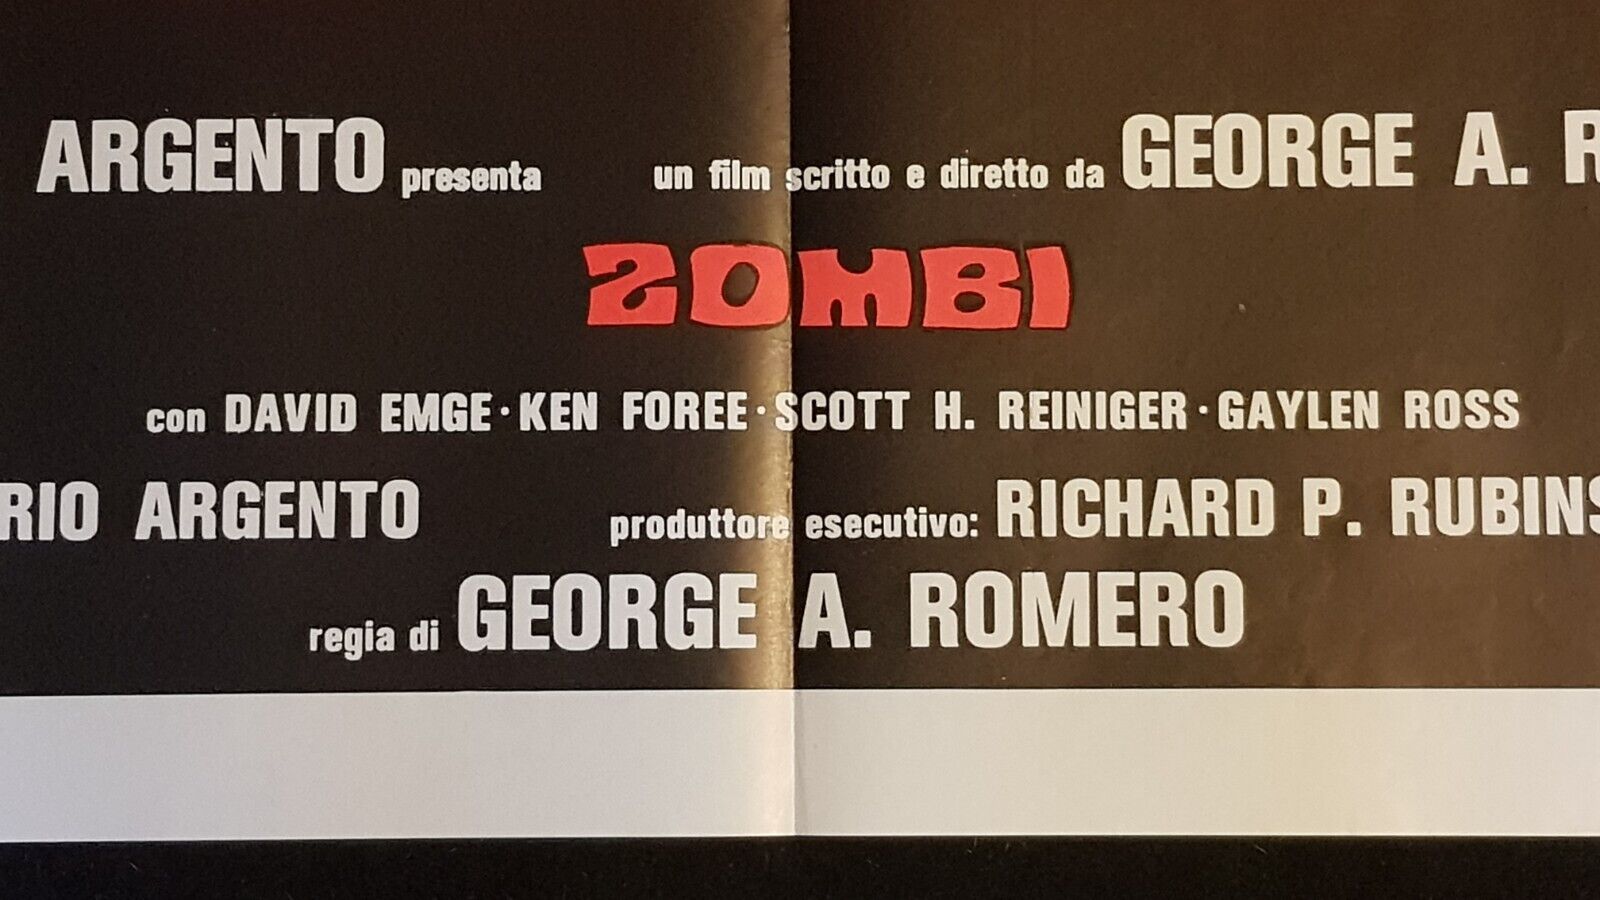 ARGENTO presenta un film scritto e diretto da GEORGE A. R
ZOMBI
con DAVID EMGE · KEN FOREE · SCOTT H. REINIGER · GAYLEN ROSS
RIO ARGENTO produttore esecutivo: RICHARD P. RUBINS
regia di GEORGE A. ROMERO